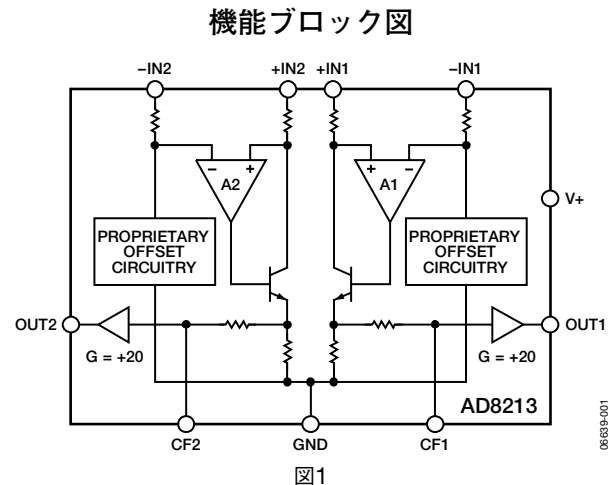 機能ブロック図
–IN2 +IN2 +IN1 –IN1
– + + –
A2 A1
V+
PROPRIETARY
OFFSET
CIRCUITRY
PROPRIETARY
OFFSET
CIRCUITRY
OUT2 OUT1
G = +20 G = +20
AD8213
CF2 GND CF1
06639-001
図1